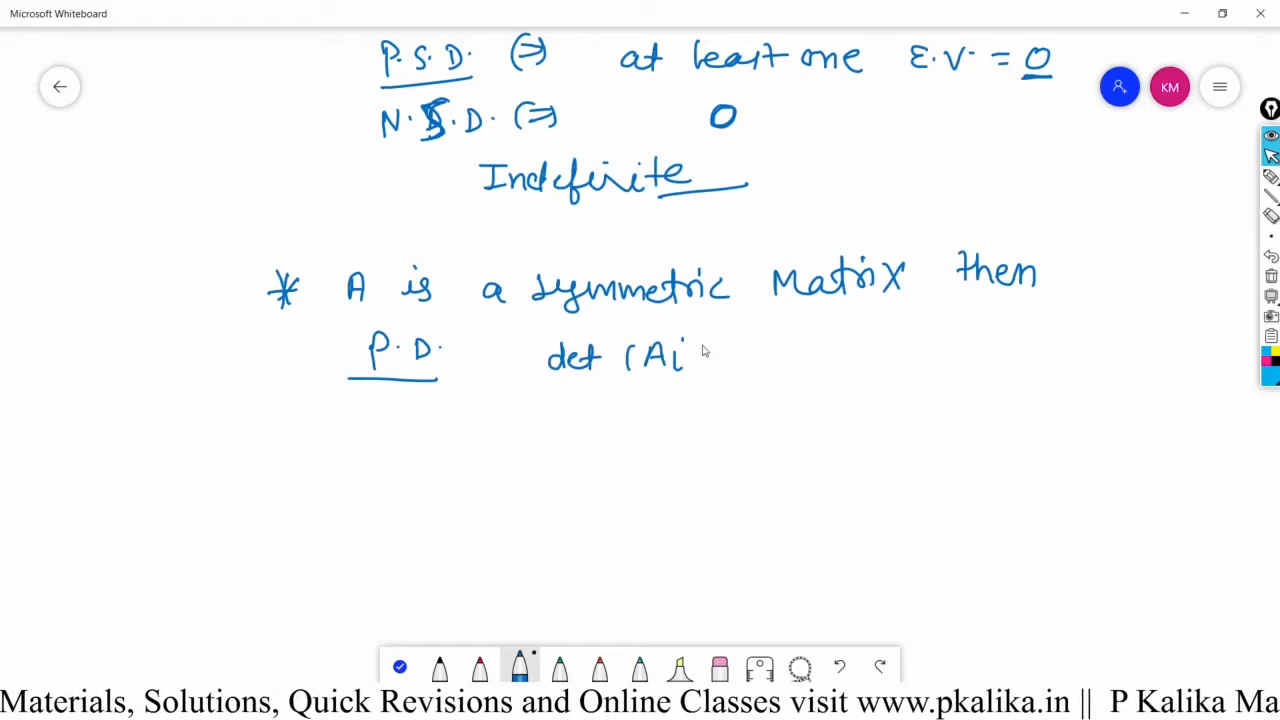 Microsoft Whiteboard
P.S.D. (⇒) at least one E.V. = 0
KM
N.S.D. (⇒) 0
Indefinite
* A is a symmetric Matrix then
P.D. det (Ai
Materials, Solutions, Quick Revisions and Online Classes visit www.pkalika.in || P Kalika Ma